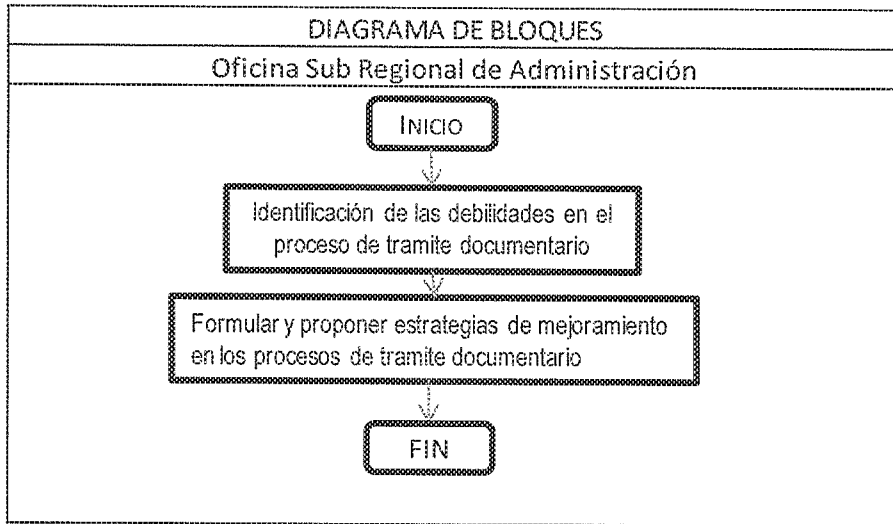 DIAGRAMA DE BLOQUES
Oficina Sub Regional de Administración
INICIO
Identificación de las debilidades en el
proceso de tramite documentario
Formular y proponer estrategias de mejoramiento
en los procesos de tramite documentario
FIN